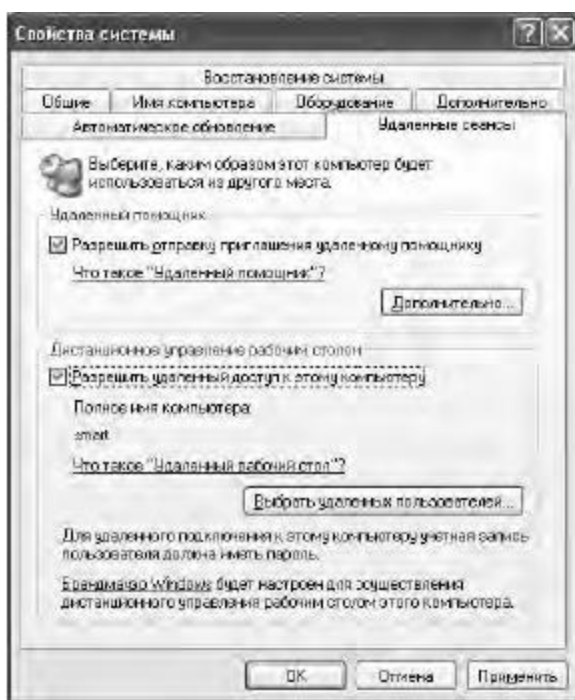 Свойства системы
Восстановление системы
Общие Имя компьютера Оборудование Дополнительно
Автоматическое обновление Удаленные сеансы
Выберите, каким образом этот компьютер будет
использоваться из другого места.
Удаленный помощник
Разрешить отправку приглашения удаленному помощнику
Что такое "Удаленный помощник"?
Дополнительно...
Дистанционное управление рабочим столом
Разрешить удаленный доступ к этому компьютеру
Полное имя компьютера:
smart
Что такое "Удаленный рабочий стол"?
Выбрать удаленных пользователей...
Для удаленного подключения к этому компьютеру учетная запись
пользователя должна иметь пароль.
Брандмауэр Windows будет настроен для осуществления
дистанционного управления рабочим столом этого компьютера.
OK Отмена Применить